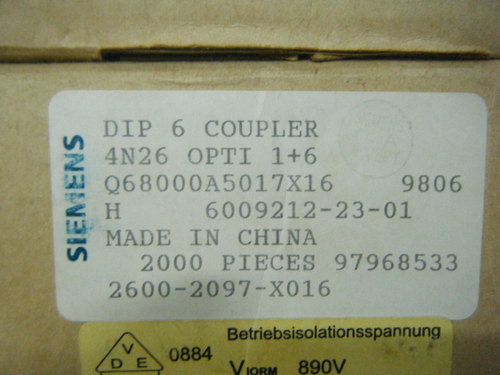 SIEMENS
DIP 6 COUPLER
4N26 OPTI 1+6
Q68000A5017X16 9806
H 6009212-23-01
MADE IN CHINA
2000 PIECES 97968533
2600-2097-X016
Betriebsisolationsspannung
VDE 0884 VIORM 890V